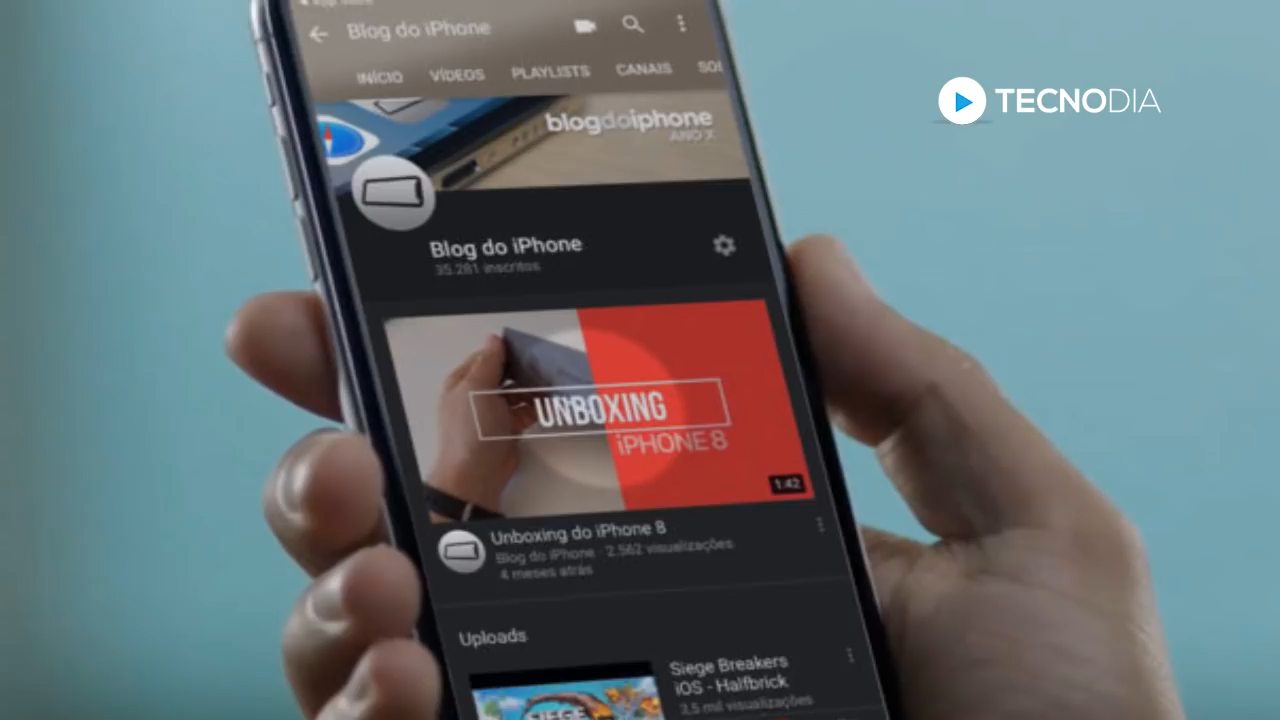 Blog do iPhone
INÍCIO VÍDEOS PLAYLISTS CANAIS SOB
blogdoiphone
ANO X
TECNODIA
Blog do iPhone
35.281 inscritos
UNBOXING
iPHONE 8
1:42
Unboxing do iPhone 8
Blog do iPhone · 2.562 visualizações
4 meses atrás
Uploads
Siege Breakers
iOS - Halfbrick
3,5 mil visualizações
SIEGE